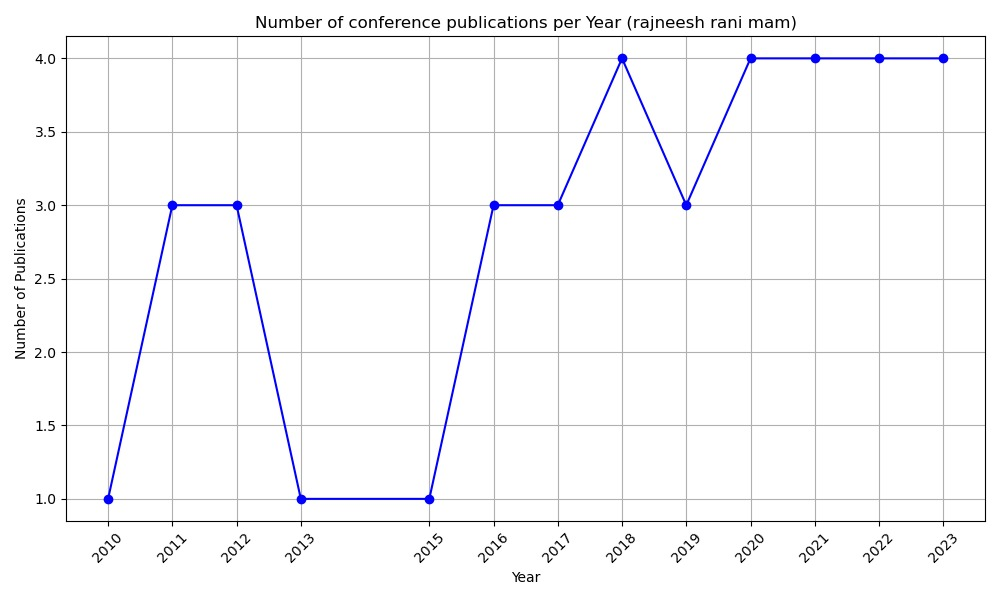 Number of conference publications per Year (rajneesh rani mam)
4.0
3.5
3.0
2.5
2.0
1.5
1.0
Number of Publications
2010 2011 2012 2013 2015 2016 2017 2018 2019 2020 2021 2022 2023
Year